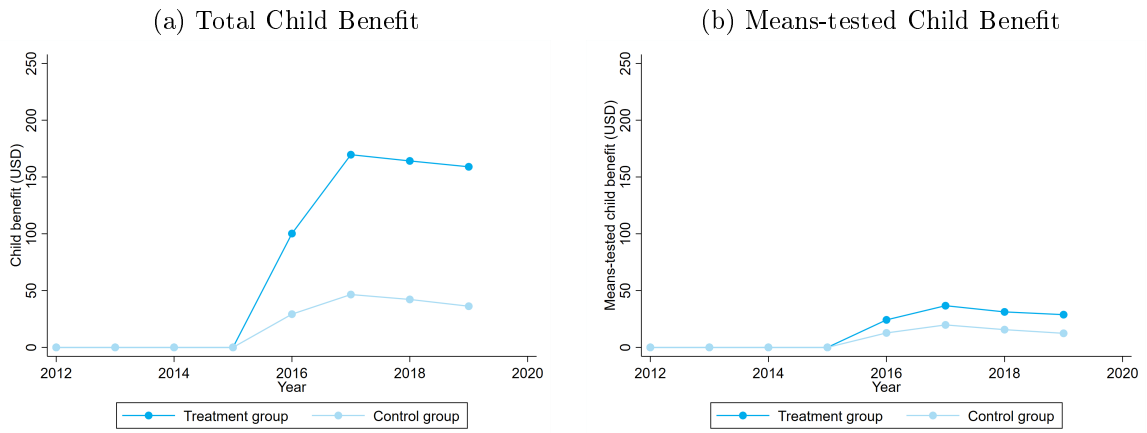 (a) Total Child Benefit
Child benefit (USD)
250
200
150
100
50
0
2012 2014 2016 2018 2020
Year
Treatment group Control group
(b) Means-tested Child Benefit
Means-tested child benefit (USD)
250
200
150
100
50
0
2012 2014 2016 2018 2020
Year
Treatment group Control group